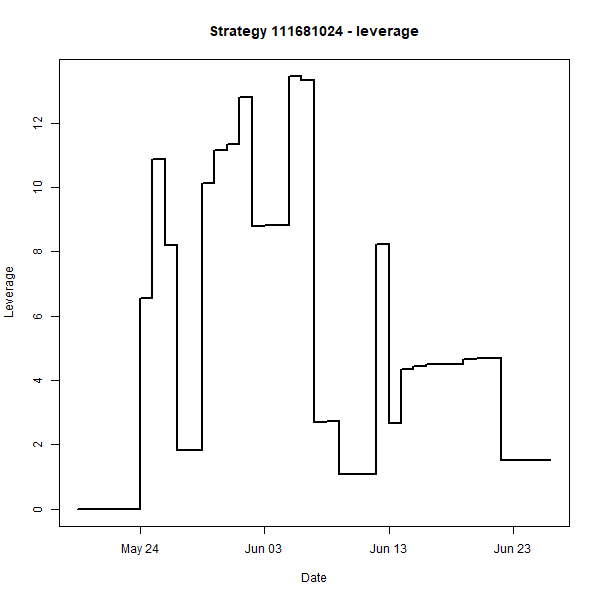 Strategy 111681024 - leverage
Leverage
12
10
8
6
4
2
0
May 24
Jun 03
Jun 13
Jun 23
Date